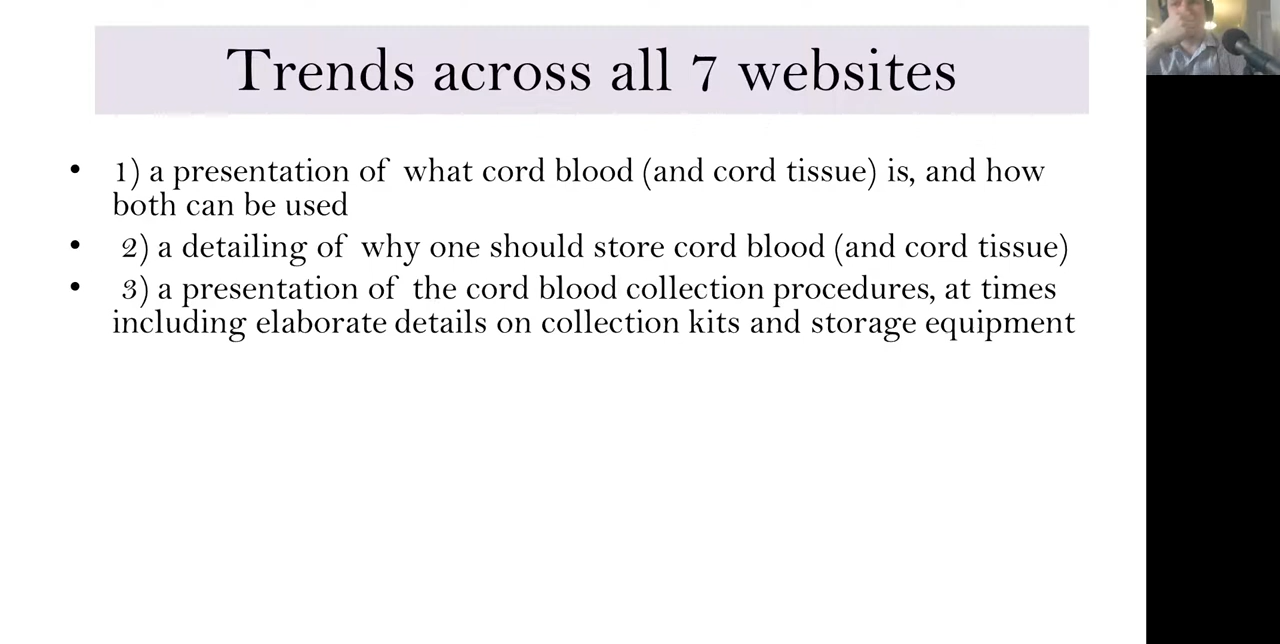 Trends across all 7 websites
• 1) a presentation of what cord blood (and cord tissue) is, and how
both can be used
• 2) a detailing of why one should store cord blood (and cord tissue)
• 3) a presentation of the cord blood collection procedures, at times
including elaborate details on collection kits and storage equipment